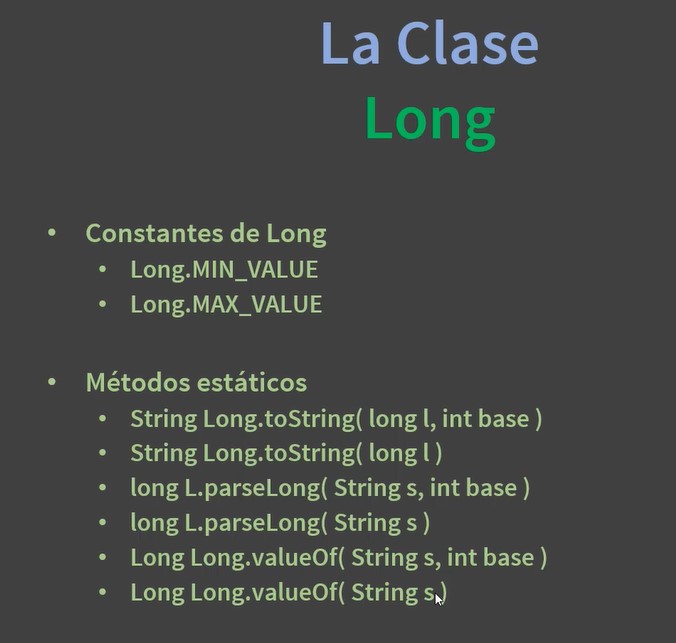 La Clase
Long
• Constantes de Long
• Long.MIN_VALUE
• Long.MAX_VALUE
• Métodos estáticos
• String Long.toString( long l, int base )
• String Long.toString( long l )
• long L.parseLong( String s, int base )
• long L.parseLong( String s )
• Long Long.valueOf( String s, int base )
• Long Long.valueOf( String s )